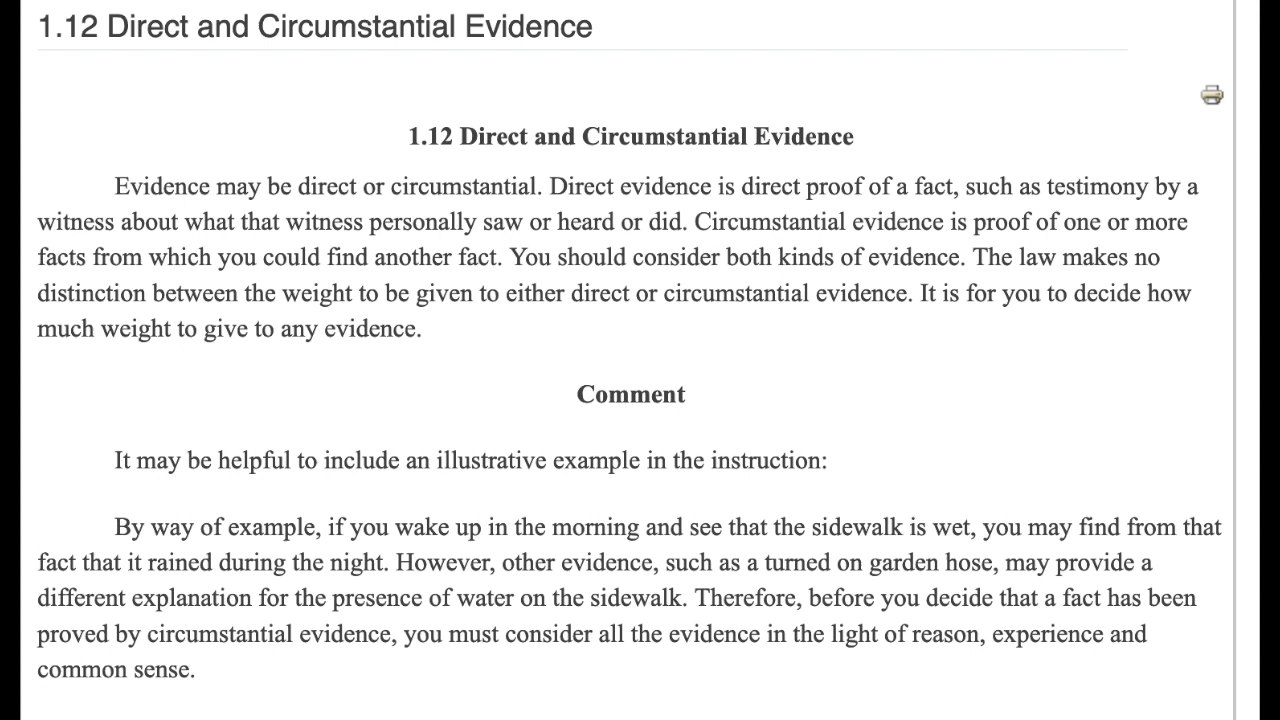 1.12 Direct and Circumstantial Evidence
1.12 Direct and Circumstantial Evidence
Evidence may be direct or circumstantial. Direct evidence is direct proof of a fact, such as testimony by a
witness about what that witness personally saw or heard or did. Circumstantial evidence is proof of one or more
facts from which you could find another fact. You should consider both kinds of evidence. The law makes no
distinction between the weight to be given to either direct or circumstantial evidence. It is for you to decide how
much weight to give to any evidence.
Comment
It may be helpful to include an illustrative example in the instruction:
By way of example, if you wake up in the morning and see that the sidewalk is wet, you may find from that
fact that it rained during the night. However, other evidence, such as a turned on garden hose, may provide a
different explanation for the presence of water on the sidewalk. Therefore, before you decide that a fact has been
proved by circumstantial evidence, you must consider all the evidence in the light of reason, experience and
common sense.